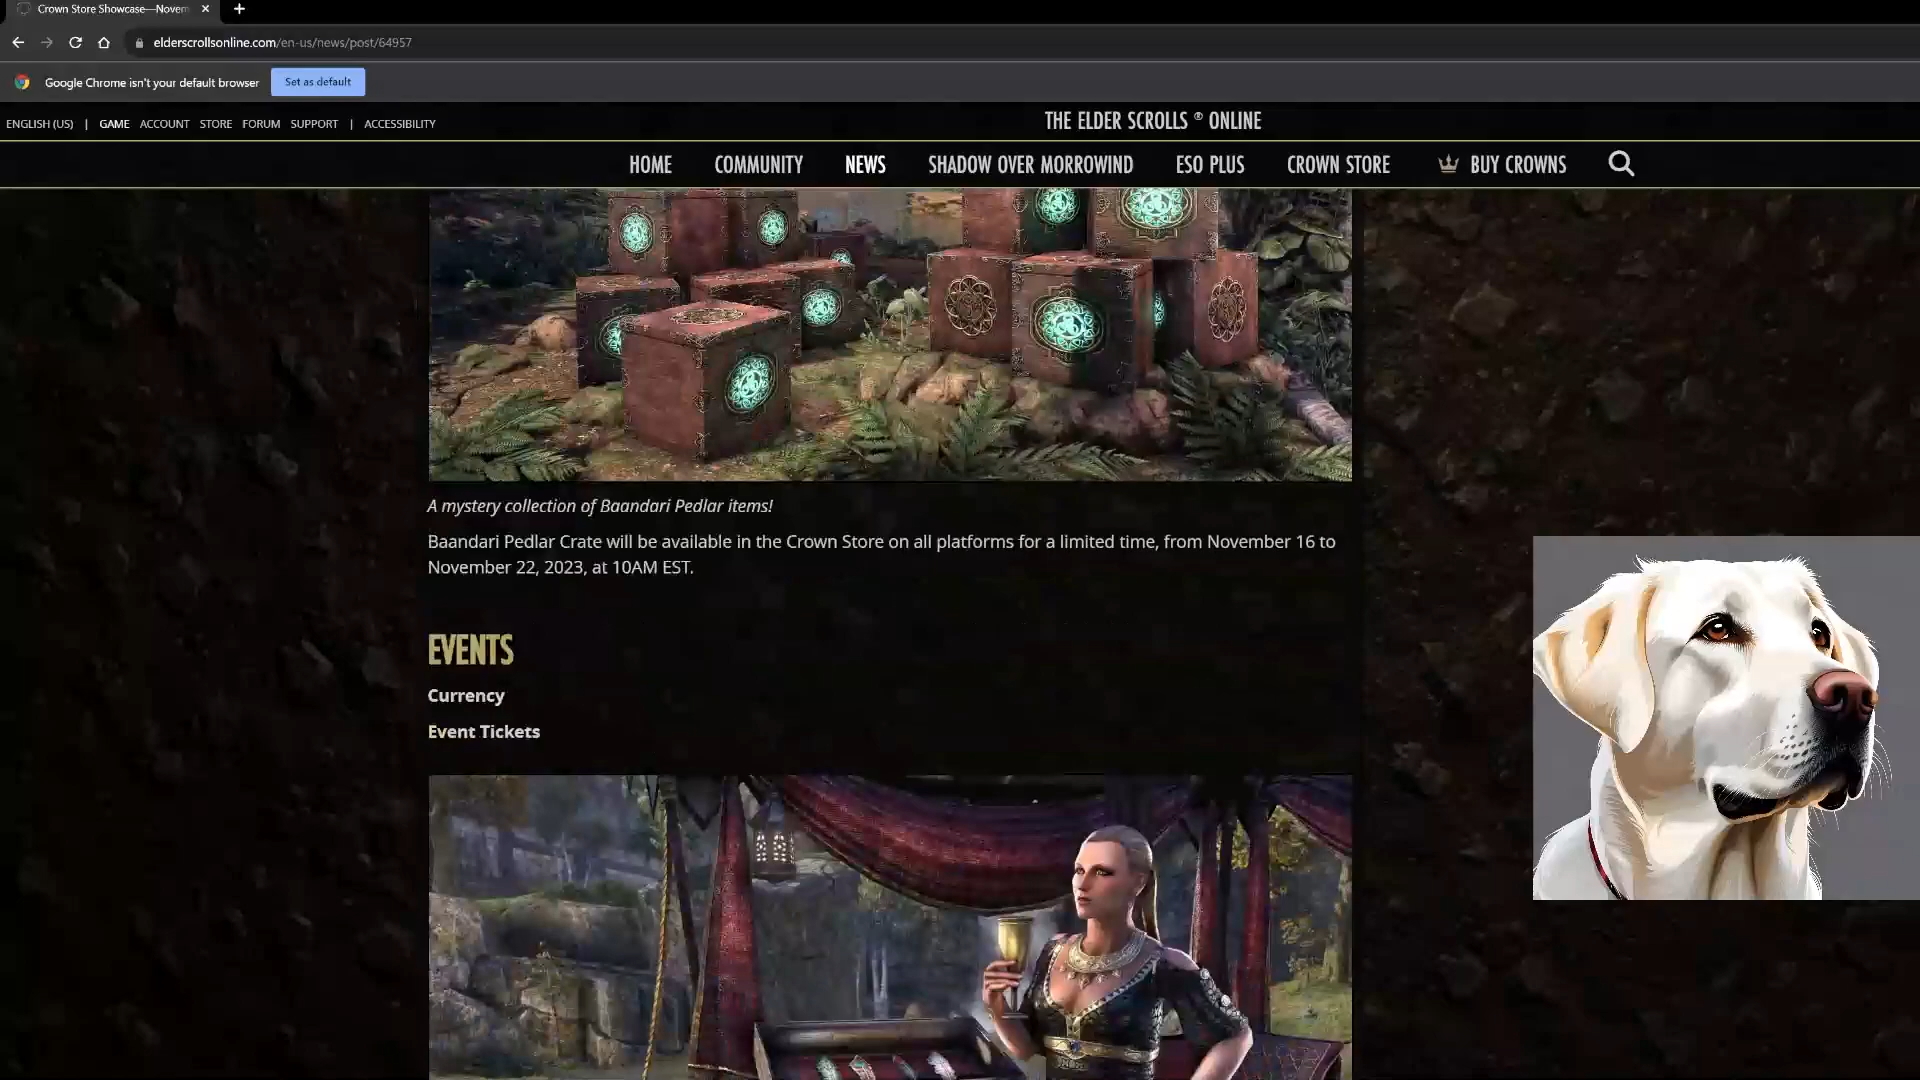 Crown Store Showcase—Novem
elderscrollsonline.com/en-us/news/post/64957
Google Chrome isn't your default browser
Set as default
ENGLISH (US) | GAME ACCOUNT STORE FORUM SUPPORT | ACCESSIBILITY
THE ELDER SCROLLS ® ONLINE
HOME COMMUNITY NEWS SHADOW OVER MORROWIND ESO PLUS CROWN STORE BUY CROWNS
A mystery collection of Baandari Pedlar items!
Baandari Pedlar Crate will be available in the Crown Store on all platforms for a limited time, from November 16 to
November 22, 2023, at 10AM EST.
EVENTS
Currency
Event Tickets